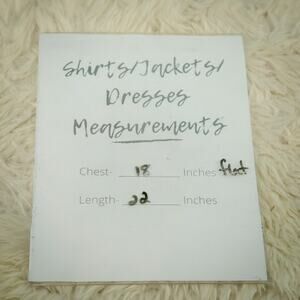 Shirts/Jackets/
Dresses
Measurements
Chest- 18 Inches flat
Length- 22 Inches